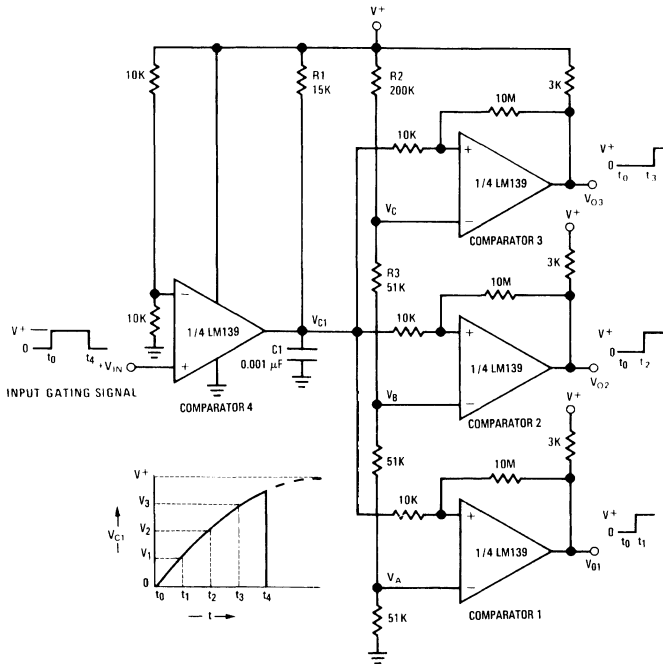 V+
10K
R1
15K
R2
200K
3K
10M
10K
+
1/4 LM139
−
V+
0
t0
t3
VO3
VC
COMPARATOR 3
V+
R3
51K
3K
10M
−
10K
1/4 LM139
+
VC1
C1
0.001 μF
10K
+
1/4 LM139
−
V+
0
t0
t2
VO2
V+
0
t0
t4
+VIN
INPUT GATING SIGNAL
COMPARATOR 4
VB
COMPARATOR 2
V+
51K
3K
10M
10K
+
1/4 LM139
−
V+
0
t0
t1
V01
VA
COMPARATOR 1
51K
V+
V3
V2
V1
0
VC1
t0
t1
t2
t3
t4
t